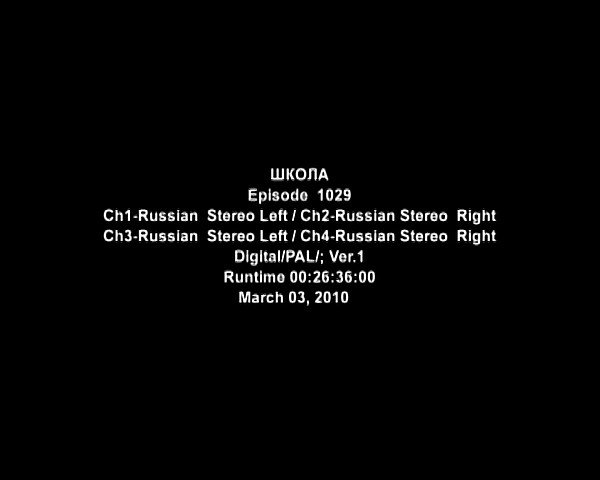 ШКОЛА
Episode 1029
Ch1-Russian Stereo Left / Ch2-Russian Stereo Right
Ch3-Russian Stereo Left / Ch4-Russian Stereo Right
Digital/PAL/; Ver.1
Runtime 00:26:36:00
March 03, 2010